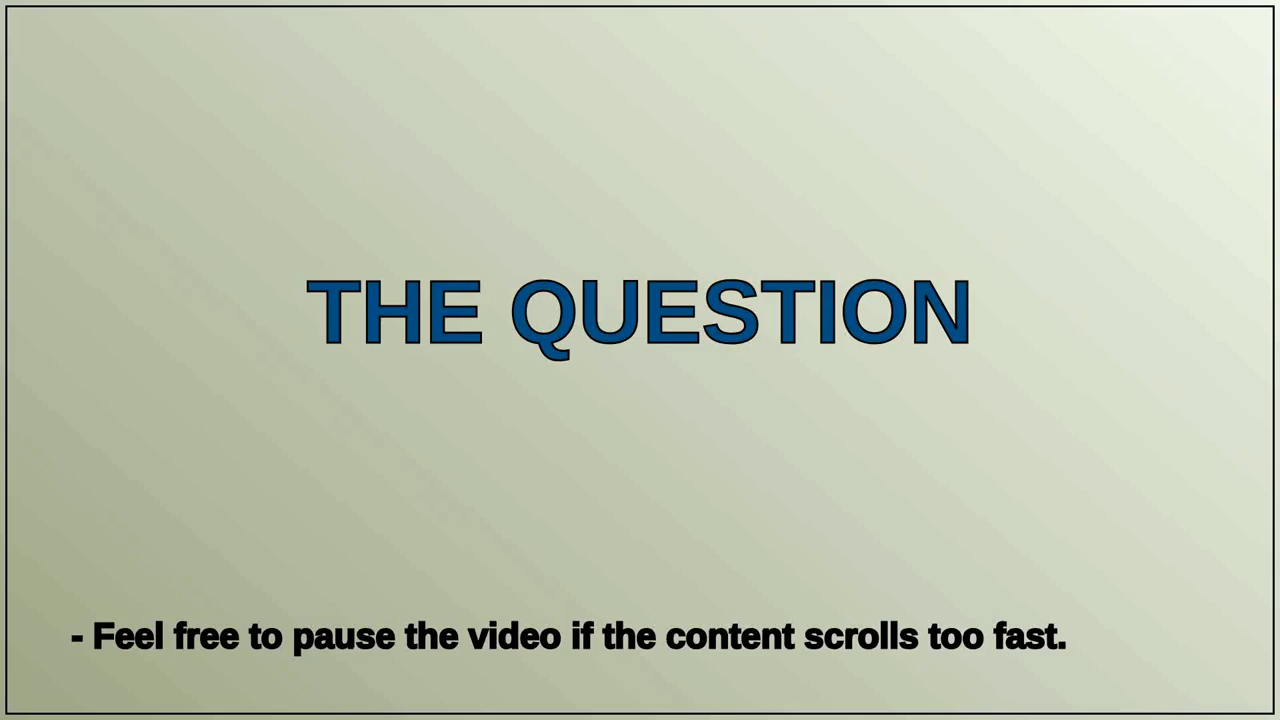 THE QUESTION
- Feel free to pause the video if the content scrolls too fast.